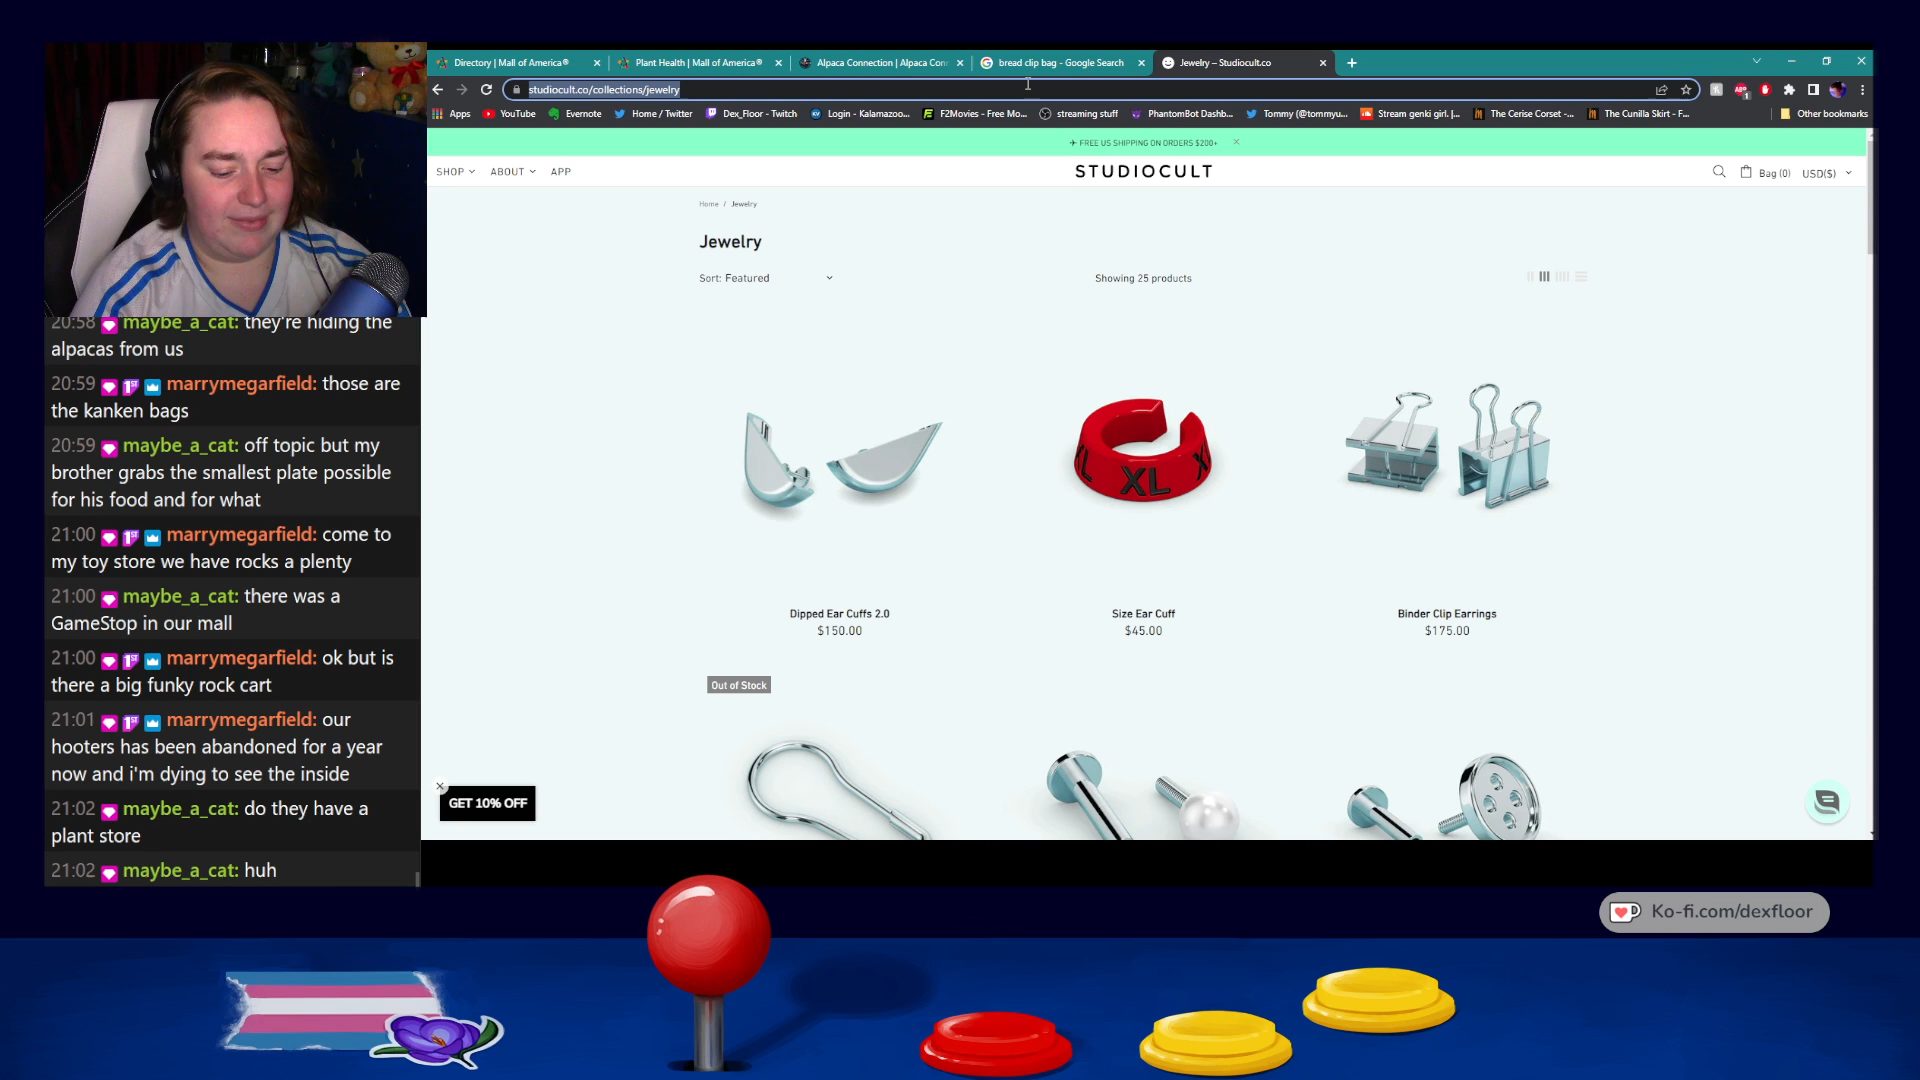 Directory | Mall of America®
Plant Health | Mall of America®
Alpaca Connection | Alpaca Conn
bread clip bag - Google Search
Jewelry – Studiocult.co
studiocult.co/collections/jewelry
Apps
YouTube
Evernote
Home / Twitter
Dex_Floor - Twitch
Login - Kalamazoo...
F2Movies - Free Mo...
streaming stuff
PhantomBot Dashb...
Tommy (@tommyu...
Stream genki girl. |...
The Cerise Corset -...
The Cunilla Skirt - F...
Other bookmarks
✈ FREE US SHIPPING ON ORDERS $200+
SHOP
ABOUT
APP
STUDIOCULT
Bag (0)
USD($)
Home / Jewelry
Jewelry
Sort: Featured
Showing 25 products
XL
Dipped Ear Cuffs 2.0
$150.00
Size Ear Cuff
$45.00
Binder Clip Earrings
$175.00
Out of Stock
GET 10% OFF
20:58 maybe_a_cat: they're hiding the
alpacas from us
20:59 1ST marrymegarfield: those are
the kanken bags
20:59 maybe_a_cat: off topic but my
brother grabs the smallest plate possible
for his food and for what
21:00 1ST marrymegarfield: come to
my toy store we have rocks a plenty
21:00 maybe_a_cat: there was a
GameStop in our mall
21:00 1ST marrymegarfield: ok but is
there a big funky rock cart
21:01 1ST marrymegarfield: our
hooters has been abandoned for a year
now and i'm dying to see the inside
21:02 maybe_a_cat: do they have a
plant store
21:02 maybe_a_cat: huh
Ko-fi.com/dexfloor